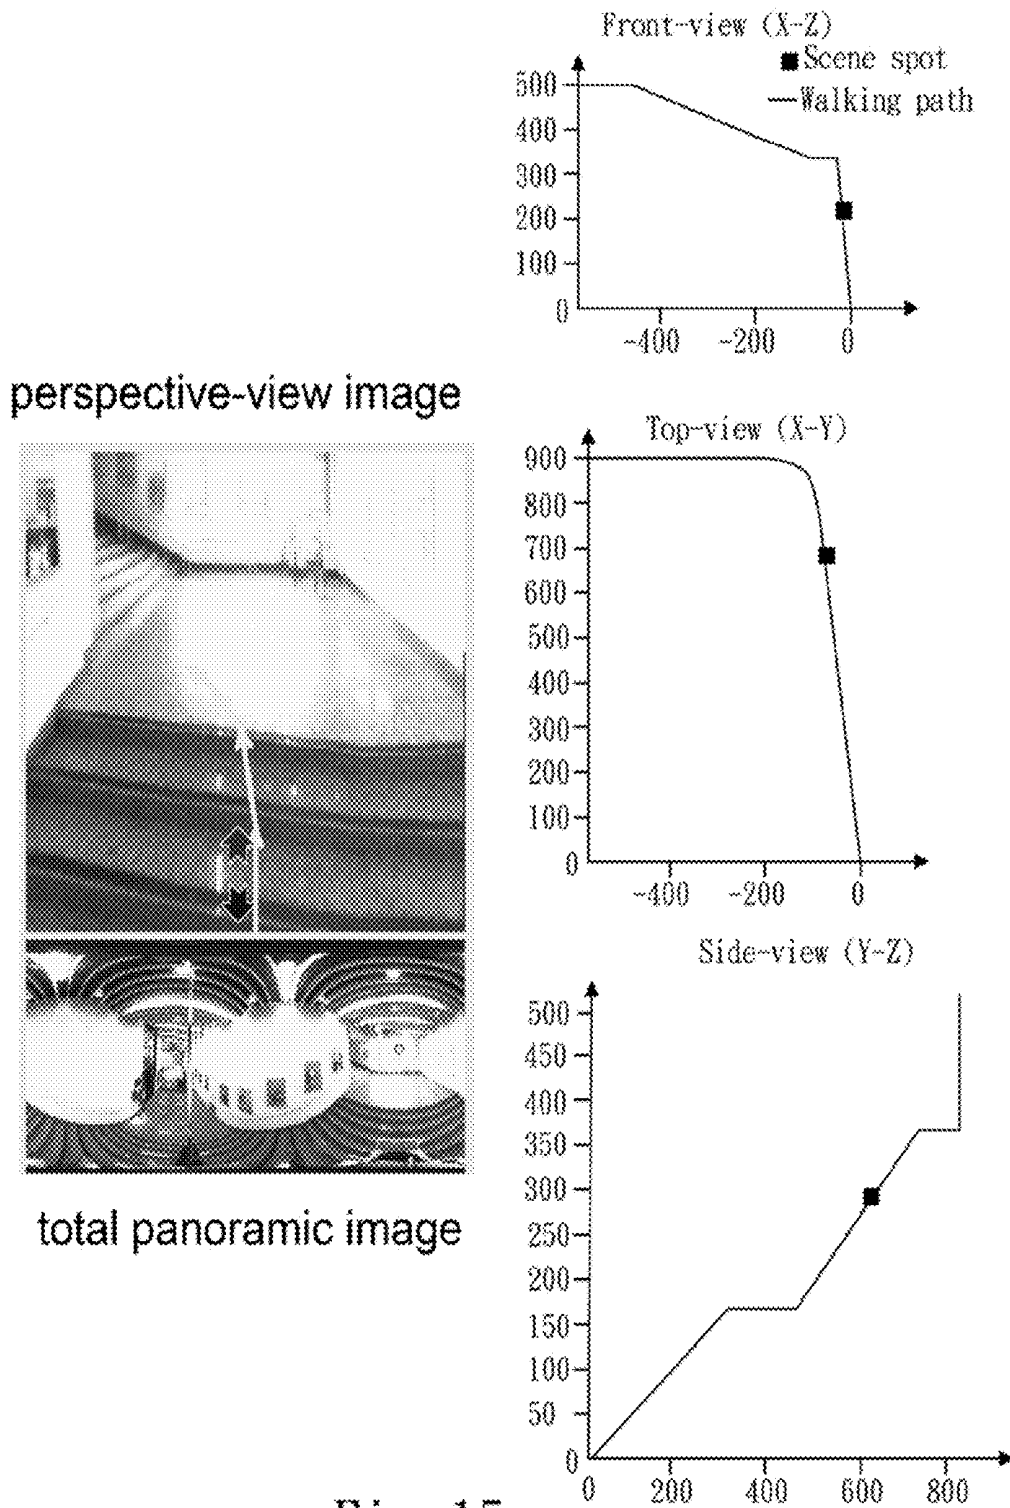 Front-view (X-Z)
Scene spot
Walking path
500
400
300
200
100
0
-400 -200 0
perspective-view image
Top-view (X-Y)
900
800
700
600
500
400
300
200
100
0
-400 -200 0
total panoramic image
Side-view (Y-Z)
500
450
400
350
300
250
200
150
100
50
0
0 200 400 600 800